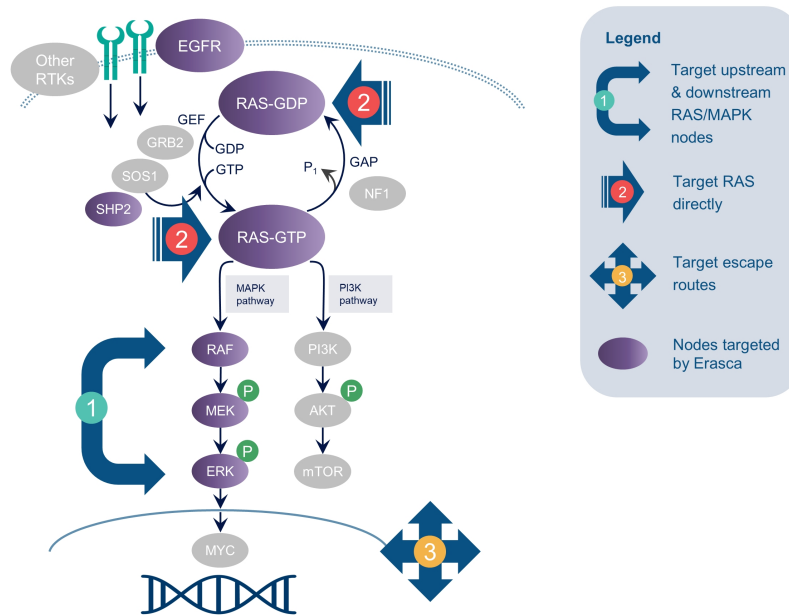 Other
RTKs
EGFR
RAS-GDP
2
GEF
GDP
GTP
GRB2
SOS1
SHP2
P1
GAP
NF1
2
RAS-GTP
MAPK
pathway
PI3K
pathway
RAF
PI3K
MEK
P
AKT
P
1
ERK
P
mTOR
MYC
3
Legend
1
Target upstream
& downstream
RAS/MAPK
nodes
2
Target RAS
directly
3
Target escape
routes
Nodes targeted
by Erasca